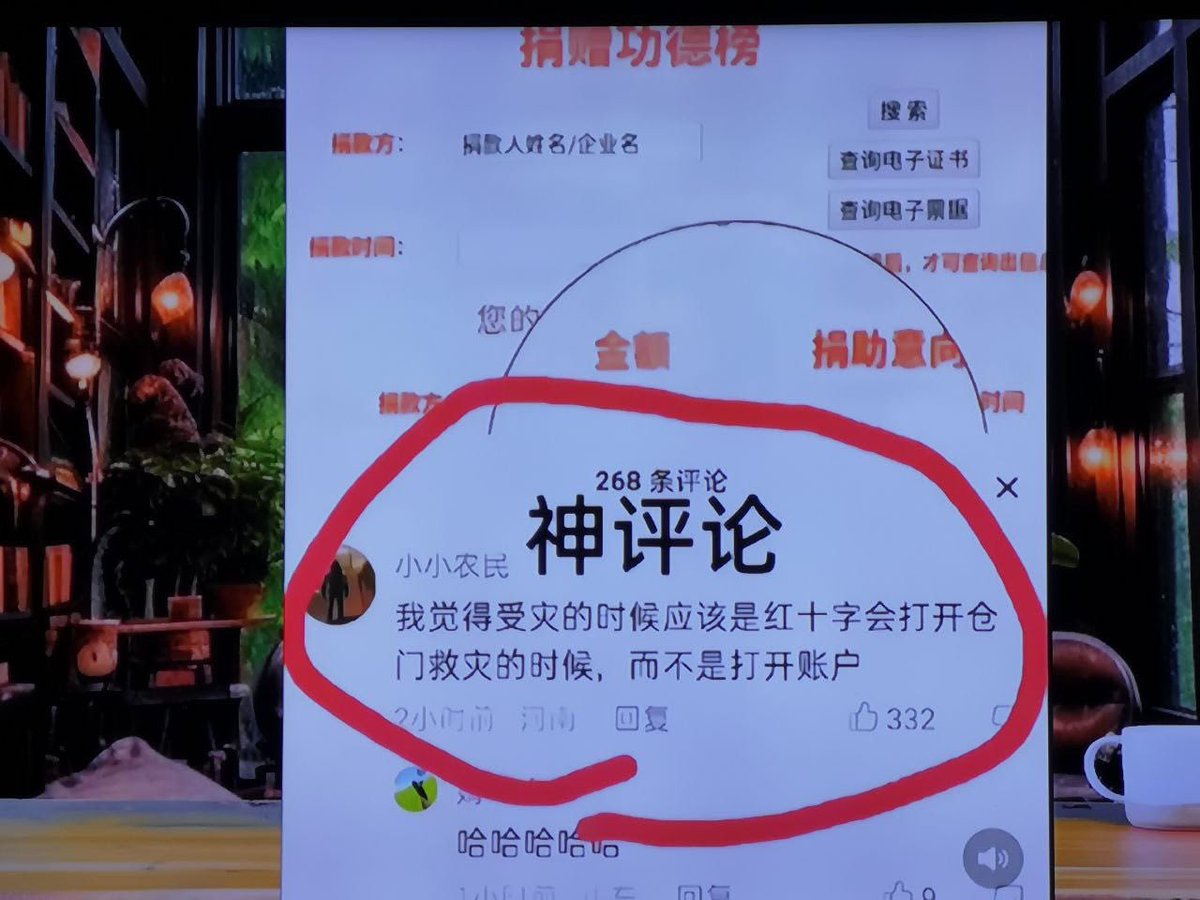 捐赠功德榜
搜索
捐款方： 捐款人姓名/企业名
查询电子证书
查询电子票据
捐款时间：
才可查询出信息
您的
金额 捐助意向
捐款方 时间
268 条评论
神评论
小小农民
我觉得受灾的时候应该是红十字会打开仓
门救灾的时候，而不是打开账户
2小时前 河南 回复 332
哈哈哈哈哈
1小时前 山东 回复 9